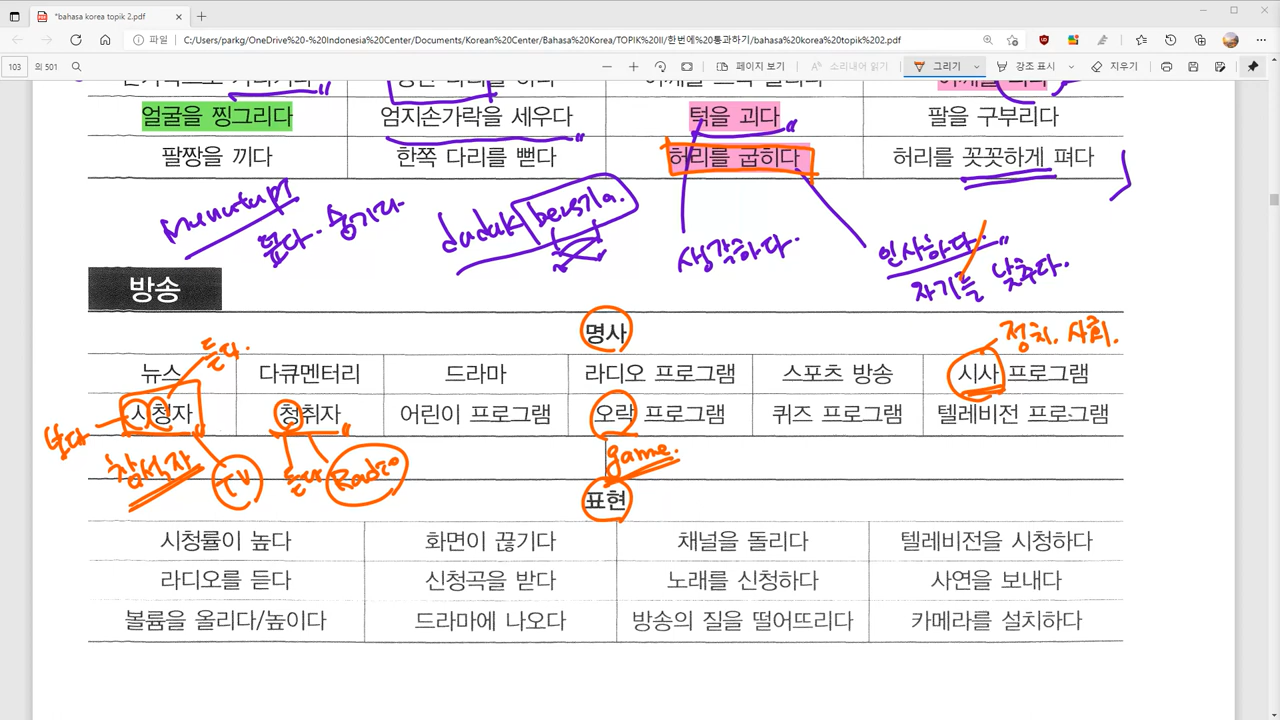 *bahasa korea topik 2.pdf
파일 C:/Users/parkg/OneDrive%20-%20Indonesia%20Center/Documents/Korean%20Center/Bahasa%20Korea/TOPIK%20II/한번에%20통과하기/bahasa%20korea%20topik%202.pdf
103 의 501 페이지 보기 소리내어 읽기 그리기 강조 표시 지우기
얼굴을 찡그리다 엄지손가락을 세우다 턱을 괴다 팔을 구부리다
팔짱을 끼다 한쪽 다리를 뻗다 허리를 굽히다 허리를 꼿꼿하게 펴다
Menutupi
덮다. 숨기다
duduk bersila.
생각하다.
인사하다.
자기를 낮추다.
방송
명사
정치. 사회.
듣다.
뉴스 다큐멘터리 드라마 라디오 프로그램 스포츠 방송 시사 프로그램
시청자 청취자 어린이 프로그램 오락 프로그램 퀴즈 프로그램 텔레비전 프로그램
보다
참석자
TV
듣다
Radio
game.
표현
시청률이 높다 화면이 끊기다 채널을 돌리다 텔레비전을 시청하다
라디오를 듣다 신청곡을 받다 노래를 신청하다 사연을 보내다
볼륨을 올리다/높이다 드라마에 나오다 방송의 질을 떨어뜨리다 카메라를 설치하다